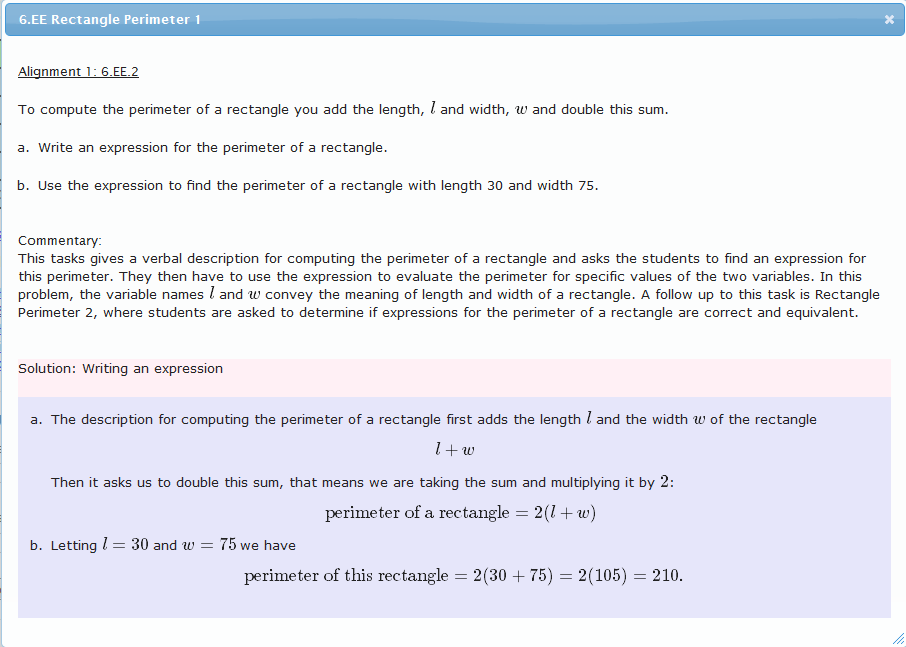 6.EE Rectangle Perimeter 1
Alignment 1: 6.EE.2
To compute the perimeter of a rectangle you add the length, l and width, w and double this sum.
a. Write an expression for the perimeter of a rectangle.
b. Use the expression to find the perimeter of a rectangle with length 30 and width 75.
Commentary:
This tasks gives a verbal description for computing the perimeter of a rectangle and asks the students to find an expression for
this perimeter. They then have to use the expression to evaluate the perimeter for specific values of the two variables. In this
problem, the variable names l and w convey the meaning of length and width of a rectangle. A follow up to this task is Rectangle
Perimeter 2, where students are asked to determine if expressions for the perimeter of a rectangle are correct and equivalent.
Solution: Writing an expression
a. The description for computing the perimeter of a rectangle first adds the length l and the width w of the rectangle
l + w
Then it asks us to double this sum, that means we are taking the sum and multiplying it by 2:
perimeter of a rectangle = 2(l + w)
b. Letting l = 30 and w = 75 we have
perimeter of this rectangle = 2(30 + 75) = 2(105) = 210.